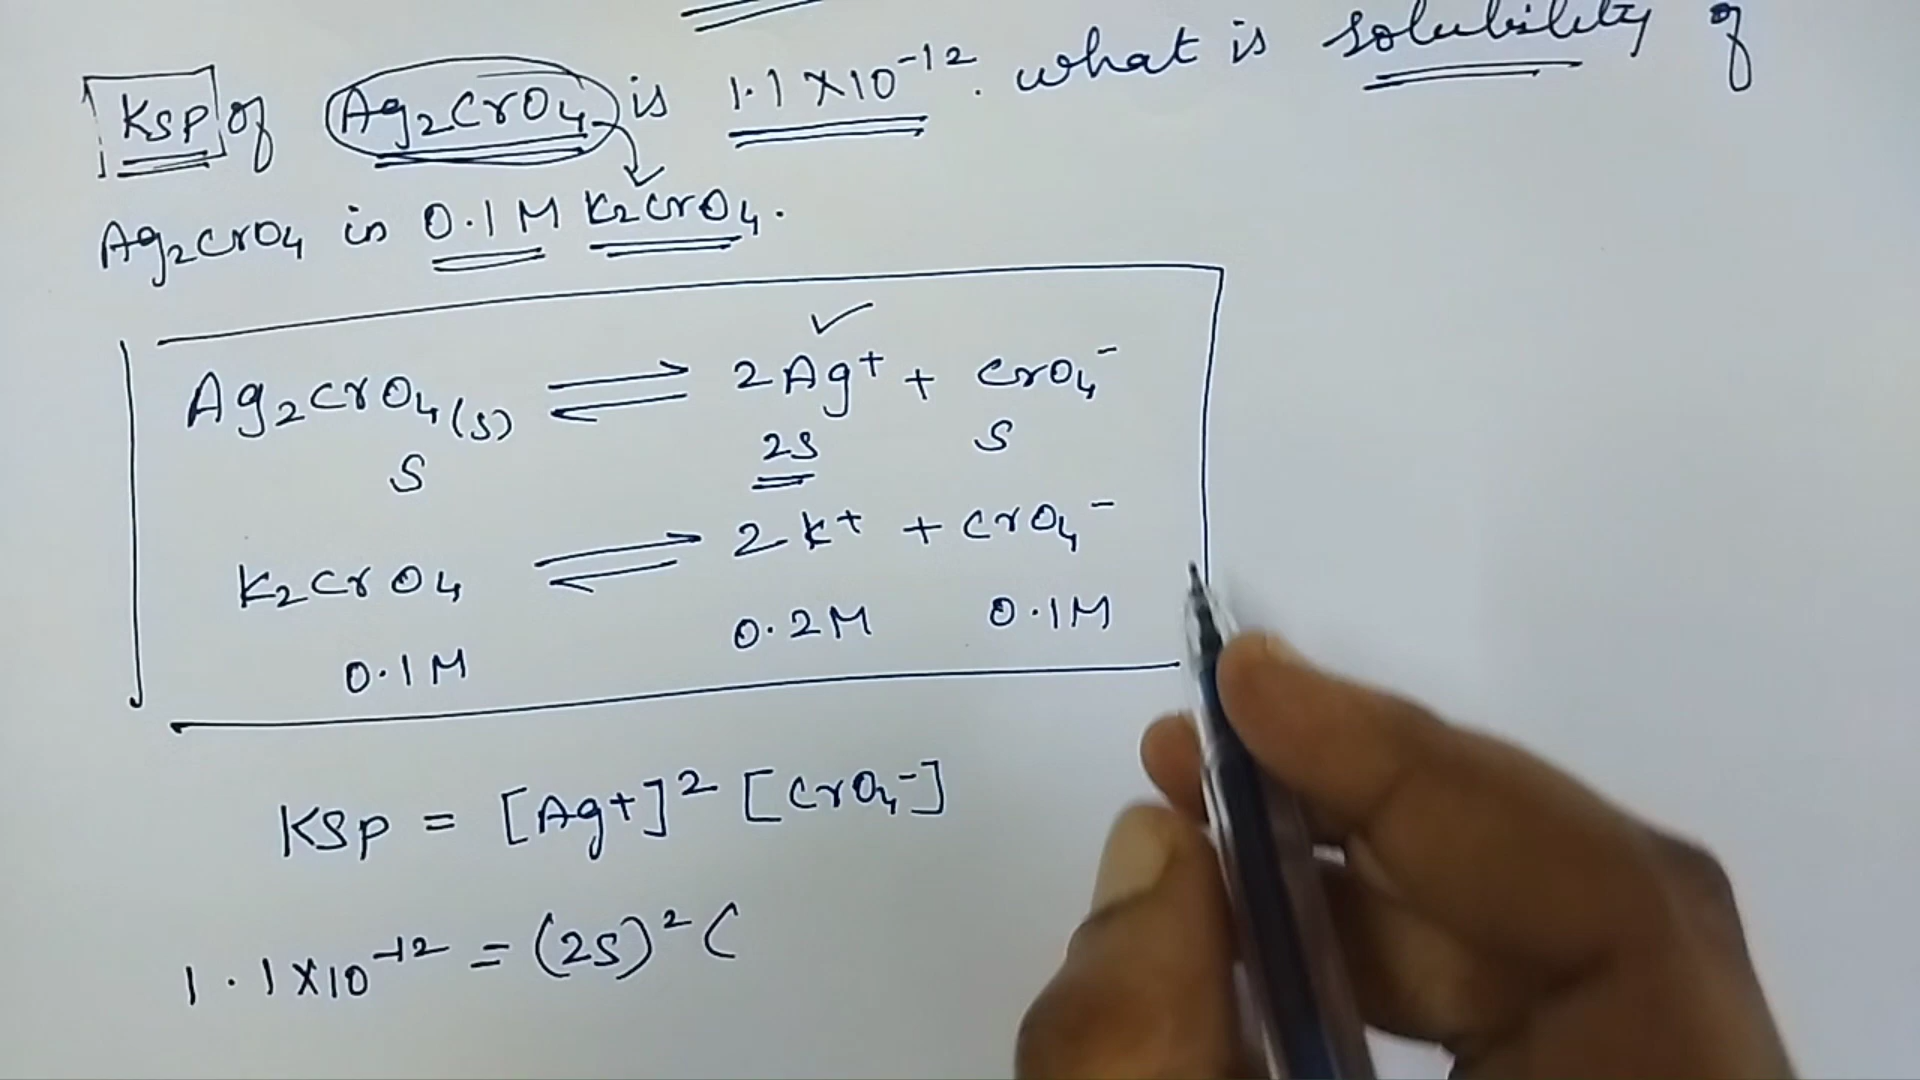 Ksp of Ag₂CrO₄ is 1.1 × 10⁻¹². what is solubility of
Ag₂CrO₄ in 0.1M K₂CrO₄.
Ag₂CrO₄(s) ⇌ 2Ag⁺ + CrO₄⁻
S 2S S
K₂CrO₄ ⇌ 2K⁺ + CrO₄⁻
0.1M 0.2M 0.1M
Ksp = [Ag+]² [CrO₄⁻]
1.1×10⁻¹² = (2S)² (